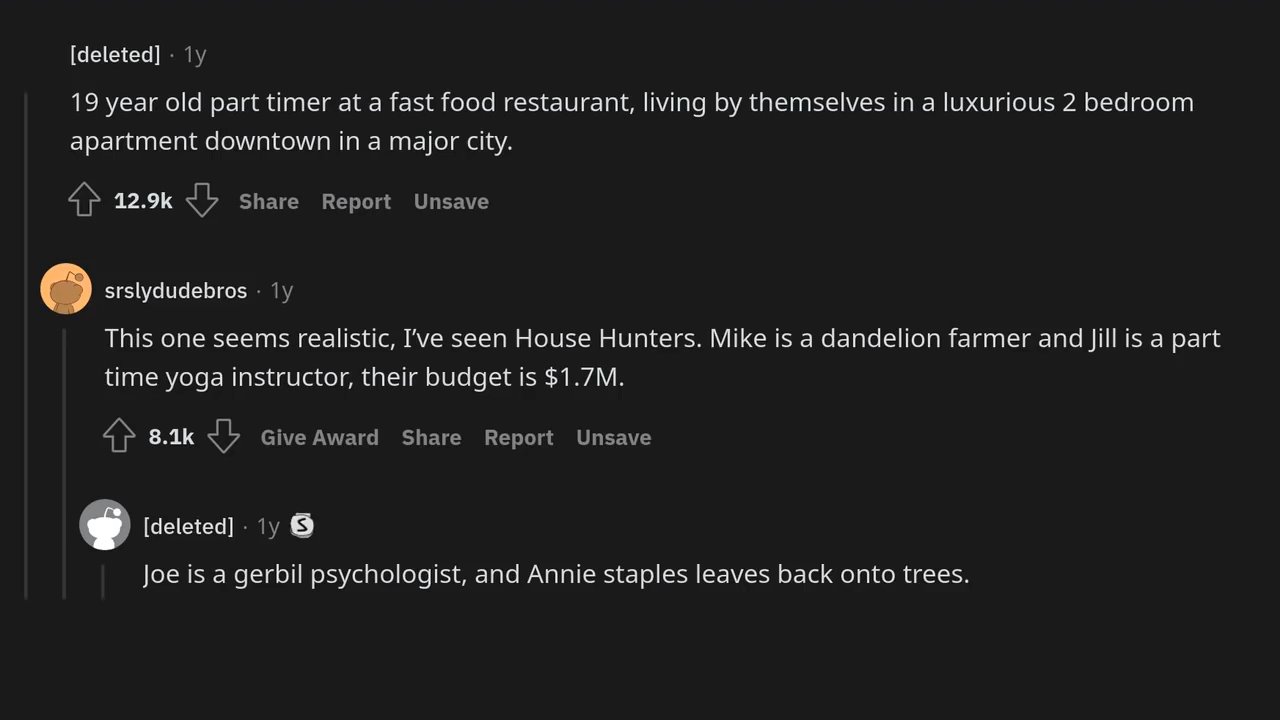 [deleted] · 1y
19 year old part timer at a fast food restaurant, living by themselves in a luxurious 2 bedroom
apartment downtown in a major city.
12.9k Share Report Unsave
srslydudebros · 1y
This one seems realistic, I’ve seen House Hunters. Mike is a dandelion farmer and Jill is a part
time yoga instructor, their budget is $1.7M.
8.1k Give Award Share Report Unsave
[deleted] · 1y S
Joe is a gerbil psychologist, and Annie staples leaves back onto trees.